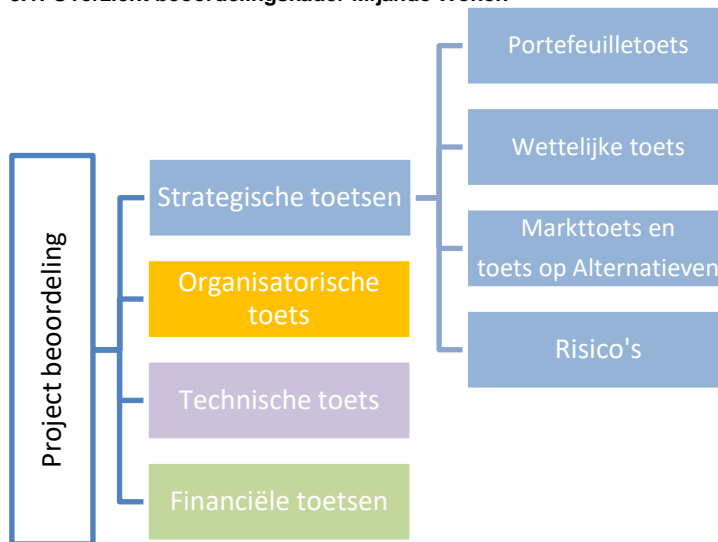 Project beoordeling
Strategische toetsen
Organisatorische
toets
Technische toets
Financiële toetsen
Portefeuilletoets
Wettelijke toets
Markttoets en
toets op Alternatieven
Risico's